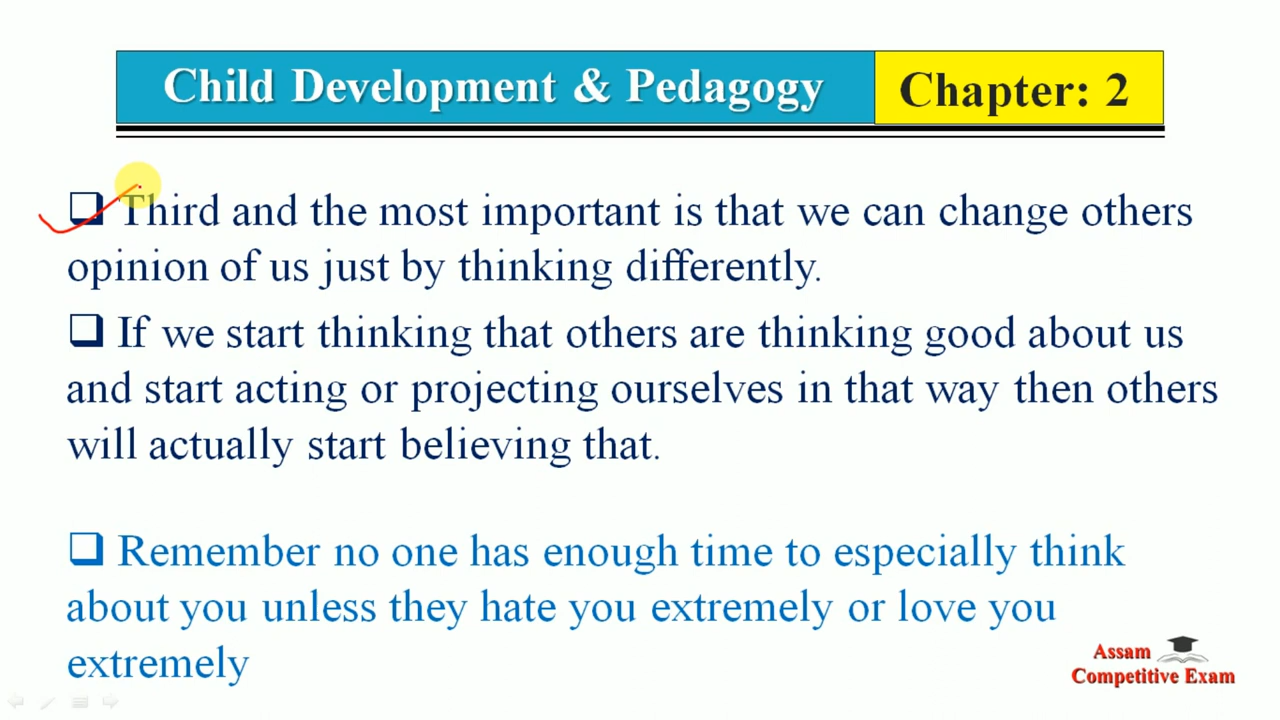 Child Development & Pedagogy
Chapter: 2
Third and the most important is that we can change others
opinion of us just by thinking differently.
If we start thinking that others are thinking good about us
and start acting or projecting ourselves in that way then others
will actually start believing that.
Remember no one has enough time to especially think
about you unless they hate you extremely or love you
extremely
Assam
Competitive Exam